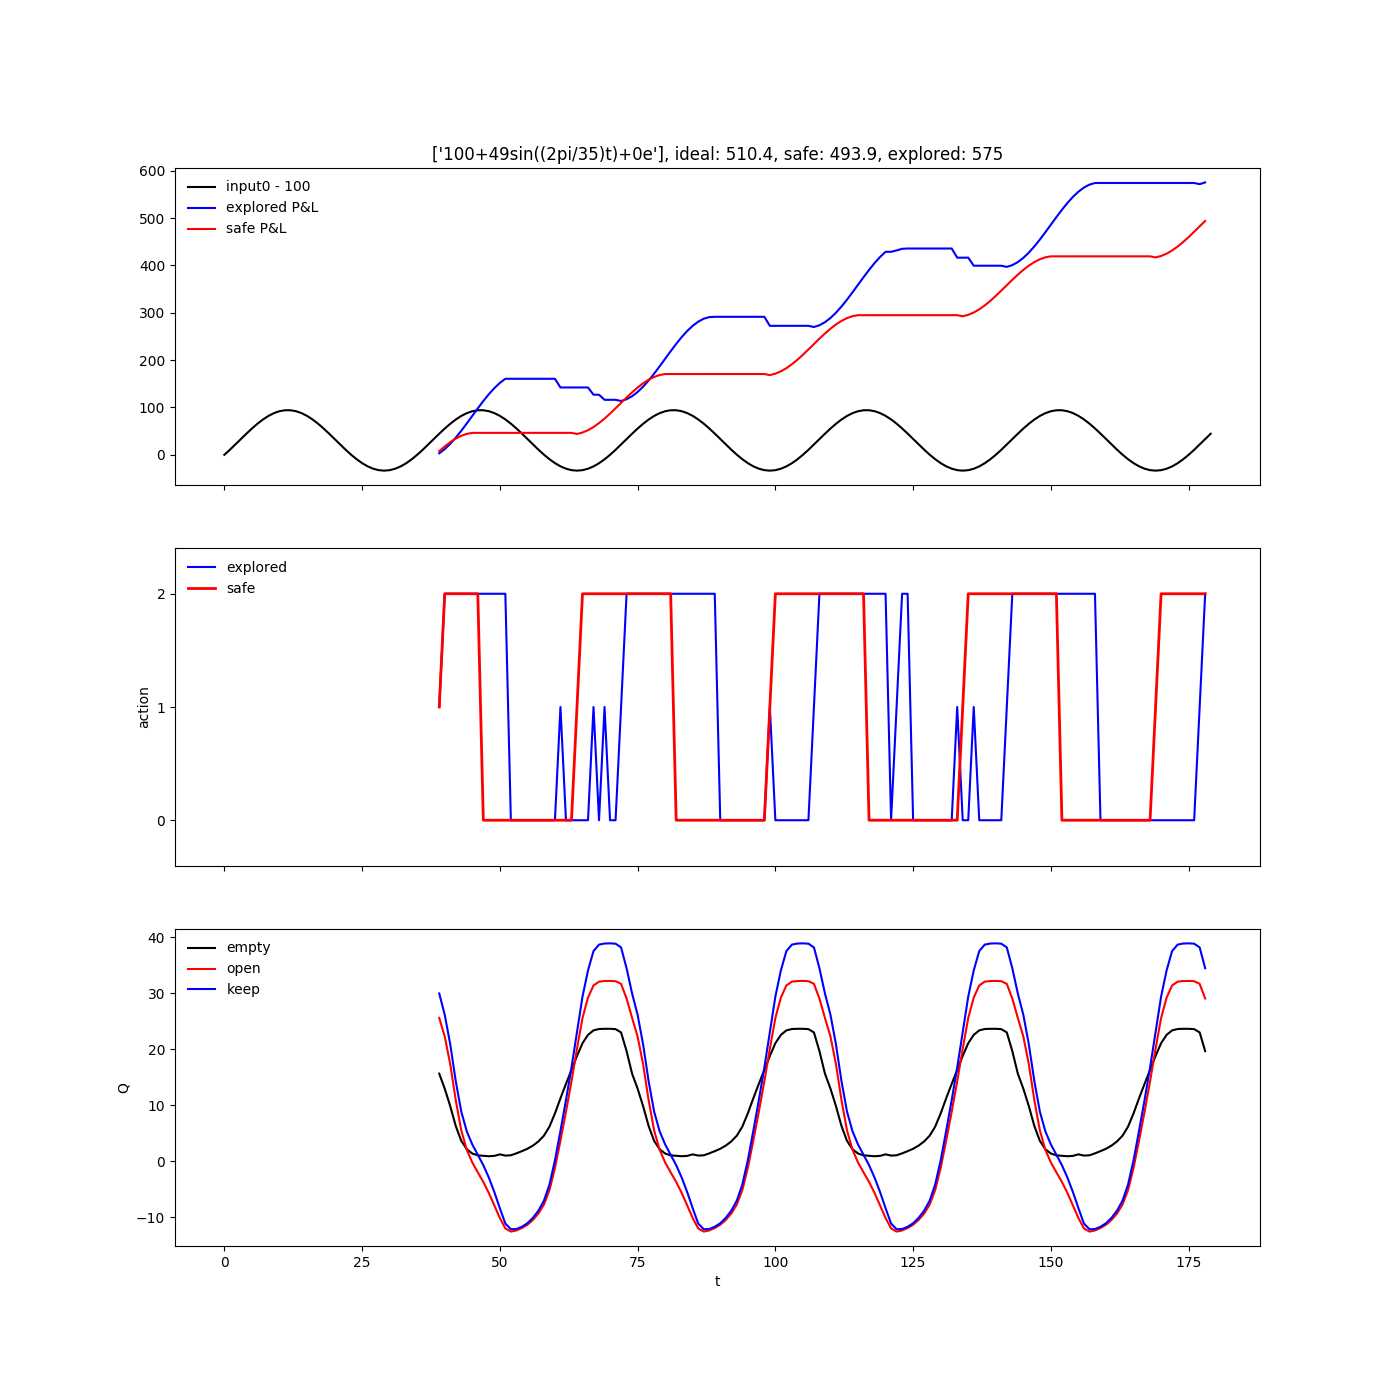 ['100+49sin((2pi/35)t)+0e'], ideal: 510.4, safe: 493.9, explored: 575
600
500
400
300
200
100
0
input0 - 100
explored P&L
safe P&L
explored
safe
2
1
0
action
empty
open
keep
40
30
20
10
0
−10
Q
0 25 50 75 100 125 150 175
t